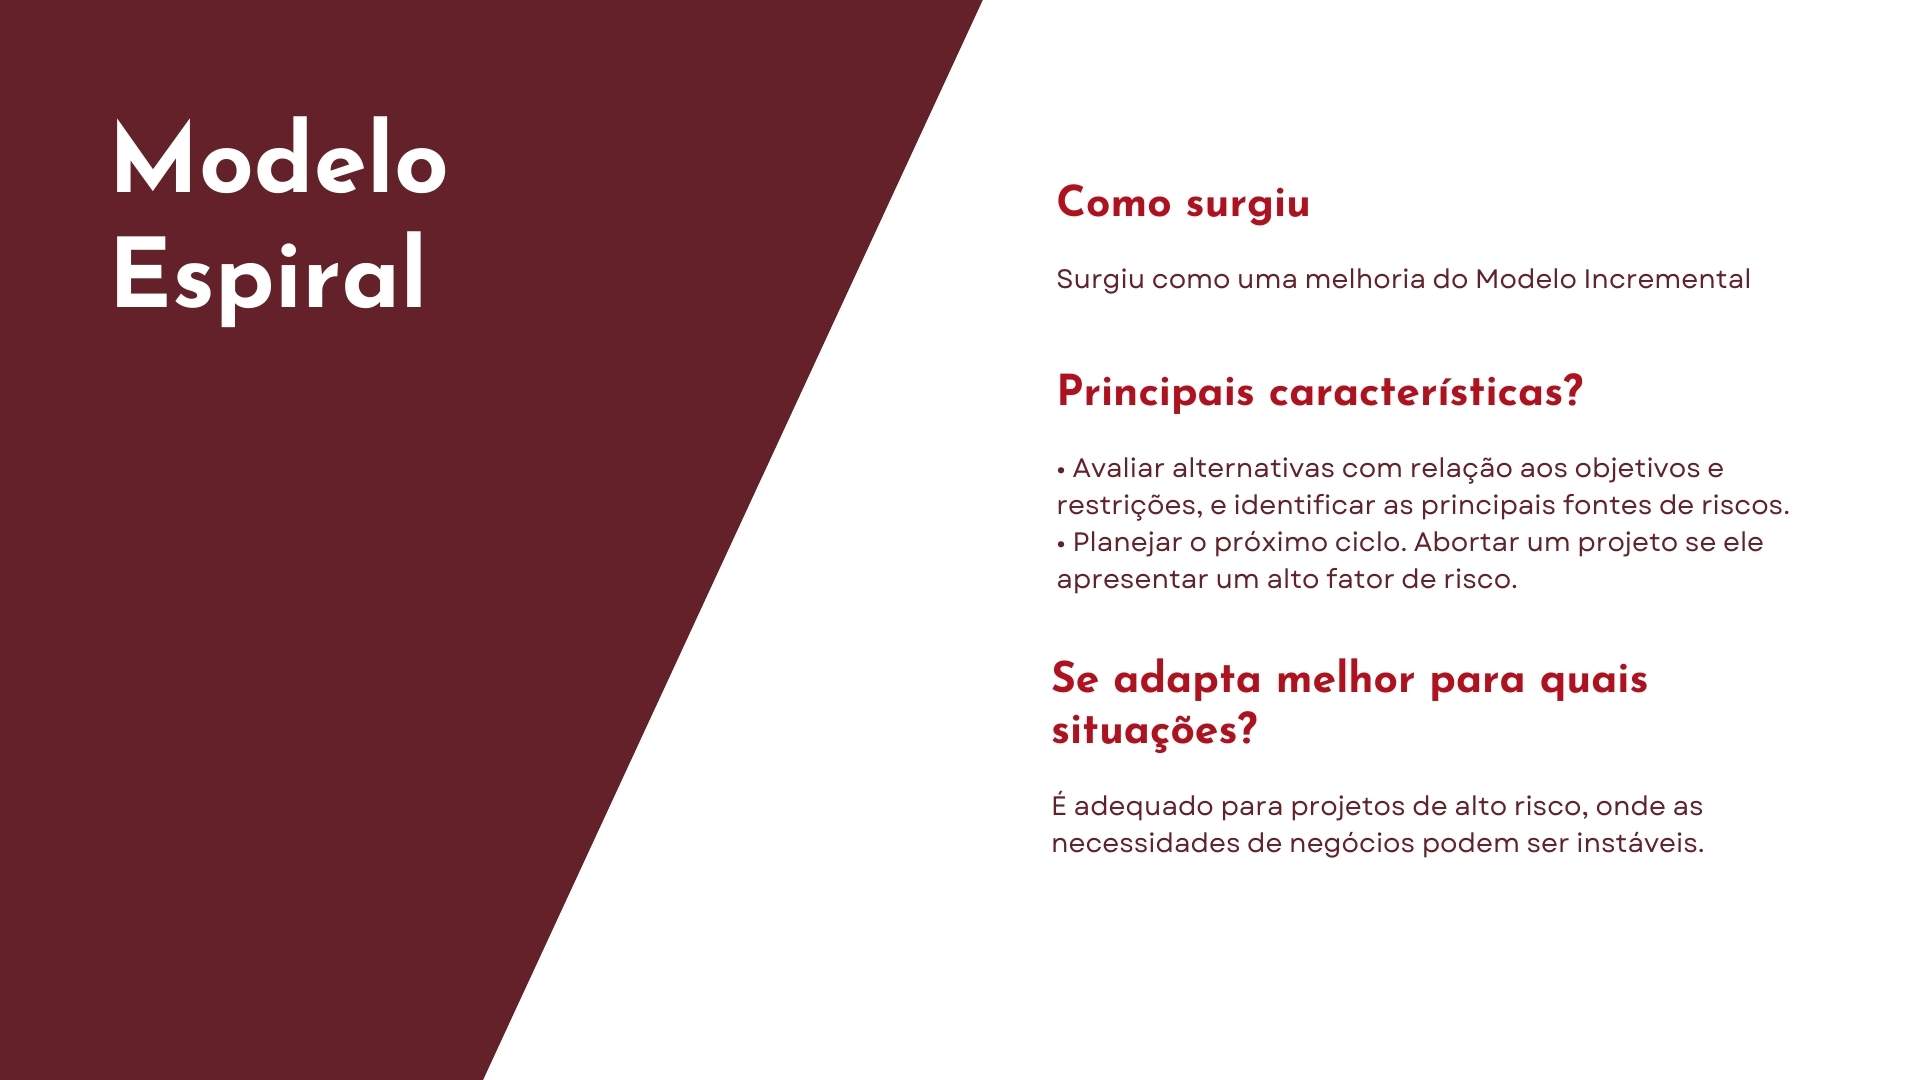 Modelo
Espiral
Como surgiu
Surgiu como uma melhoria do Modelo Incremental
Principais características?
• Avaliar alternativas com relação aos objetivos e
restrições, e identificar as principais fontes de riscos.
• Planejar o próximo ciclo. Abortar um projeto se ele
apresentar um alto fator de risco.
Se adapta melhor para quais
situações?
É adequado para projetos de alto risco, onde as
necessidades de negócios podem ser instáveis.